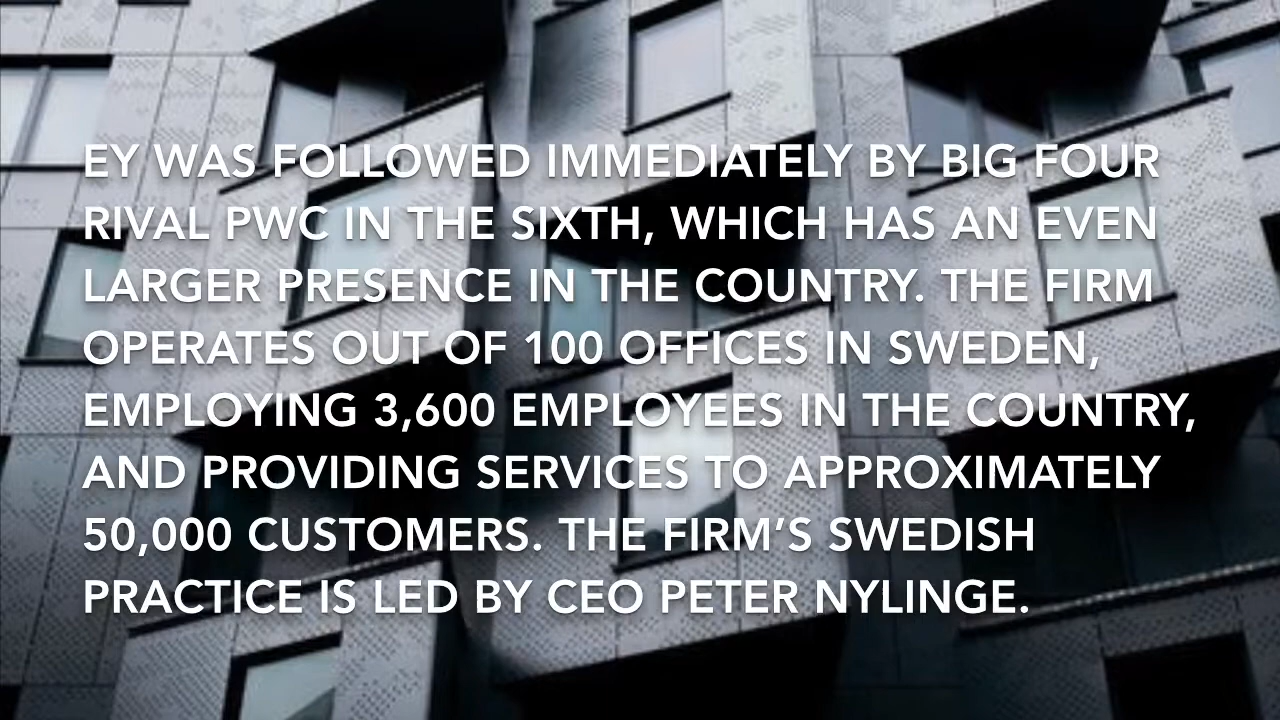 EY WAS FOLLOWED IMMEDIATELY BY BIG FOUR
RIVAL PWC IN THE SIXTH, WHICH HAS AN EVEN
LARGER PRESENCE IN THE COUNTRY. THE FIRM
OPERATES OUT OF 100 OFFICES IN SWEDEN,
EMPLOYING 3,600 EMPLOYEES IN THE COUNTRY,
AND PROVIDING SERVICES TO APPROXIMATELY
50,000 CUSTOMERS. THE FIRM’S SWEDISH
PRACTICE IS LED BY CEO PETER NYLINGE.